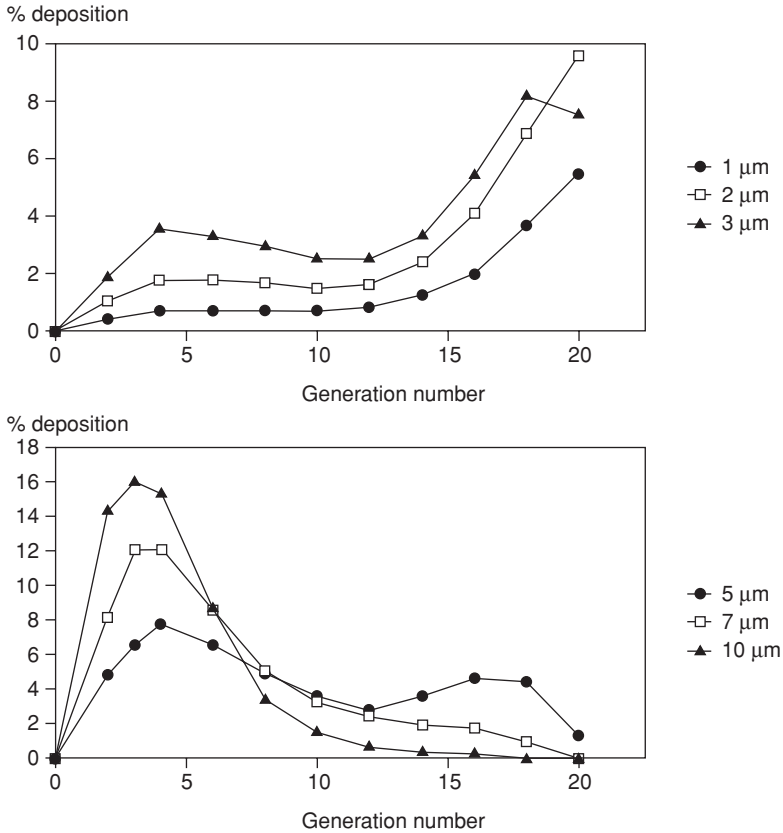 % deposition
10
8
6
4
2
0
0 5 10 15 20
Generation number
1 μm
2 μm
3 μm
% deposition
18
16
14
12
10
8
6
4
2
0
0 5 10 15 20
Generation number
5 μm
7 μm
10 μm